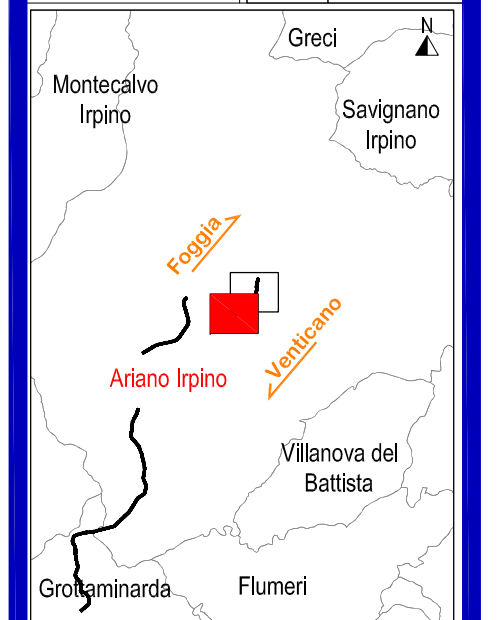 N
Greci
Montecalvo
Irpino
Savignano
Irpino
Foggia
Venticano
Ariano Irpino
Villanova del
Battista
Grottaminarda
Flumeri